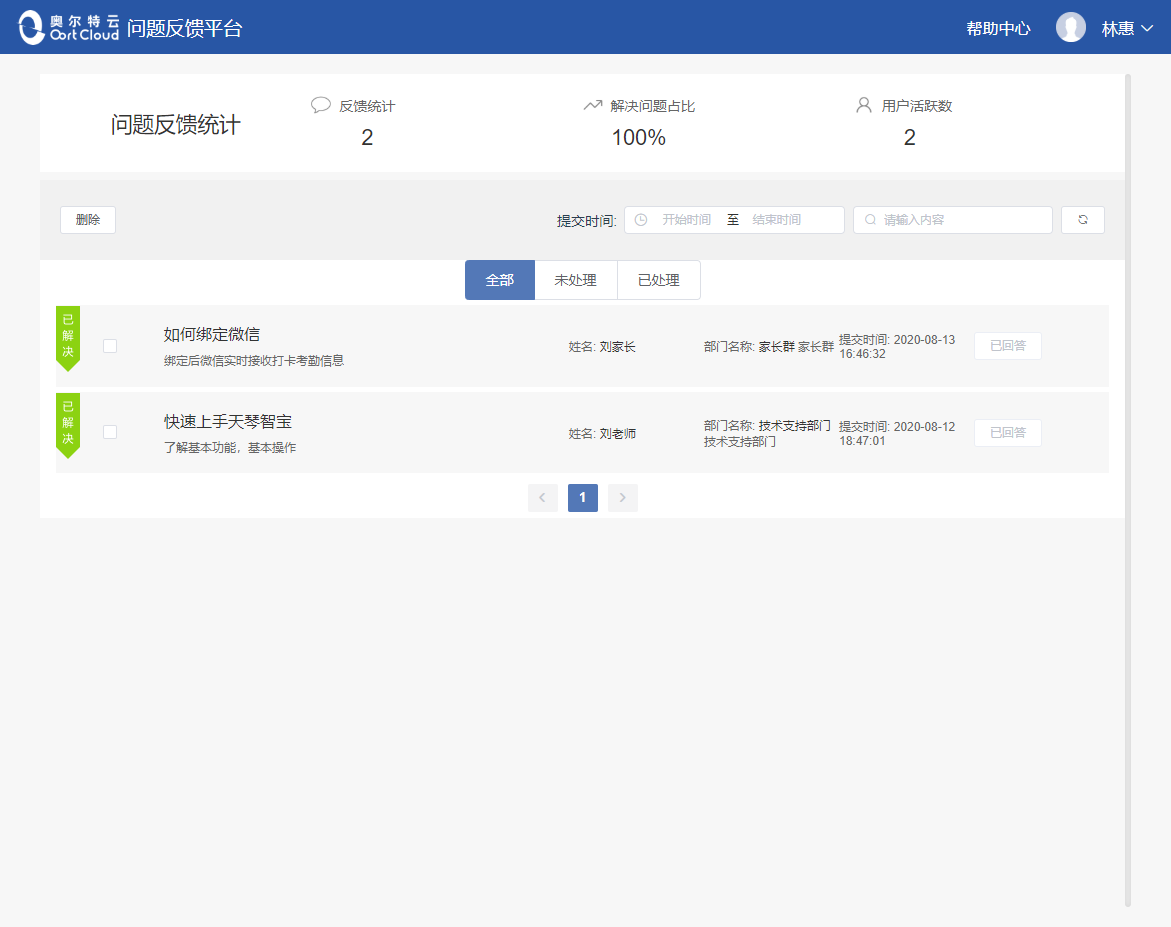 奥尔特云
Oort Cloud
问题反馈平台
帮助中心
林惠
问题反馈统计
反馈统计
2
解决问题占比
100%
用户活跃数
2
删除
提交时间:
开始时间 至 结束时间
请输入内容
全部
未处理
已处理
已解决
如何绑定微信
绑定后微信实时接收打卡考勤信息
姓名: 刘家长
部门名称: 家长群 家长群
提交时间: 2020-08-13
16:46:32
已回答
已解决
快速上手天琴智宝
了解基本功能，基本操作
姓名: 刘老师
部门名称: 技术支持部门
技术支持部门
提交时间: 2020-08-12
18:47:01
已回答
1